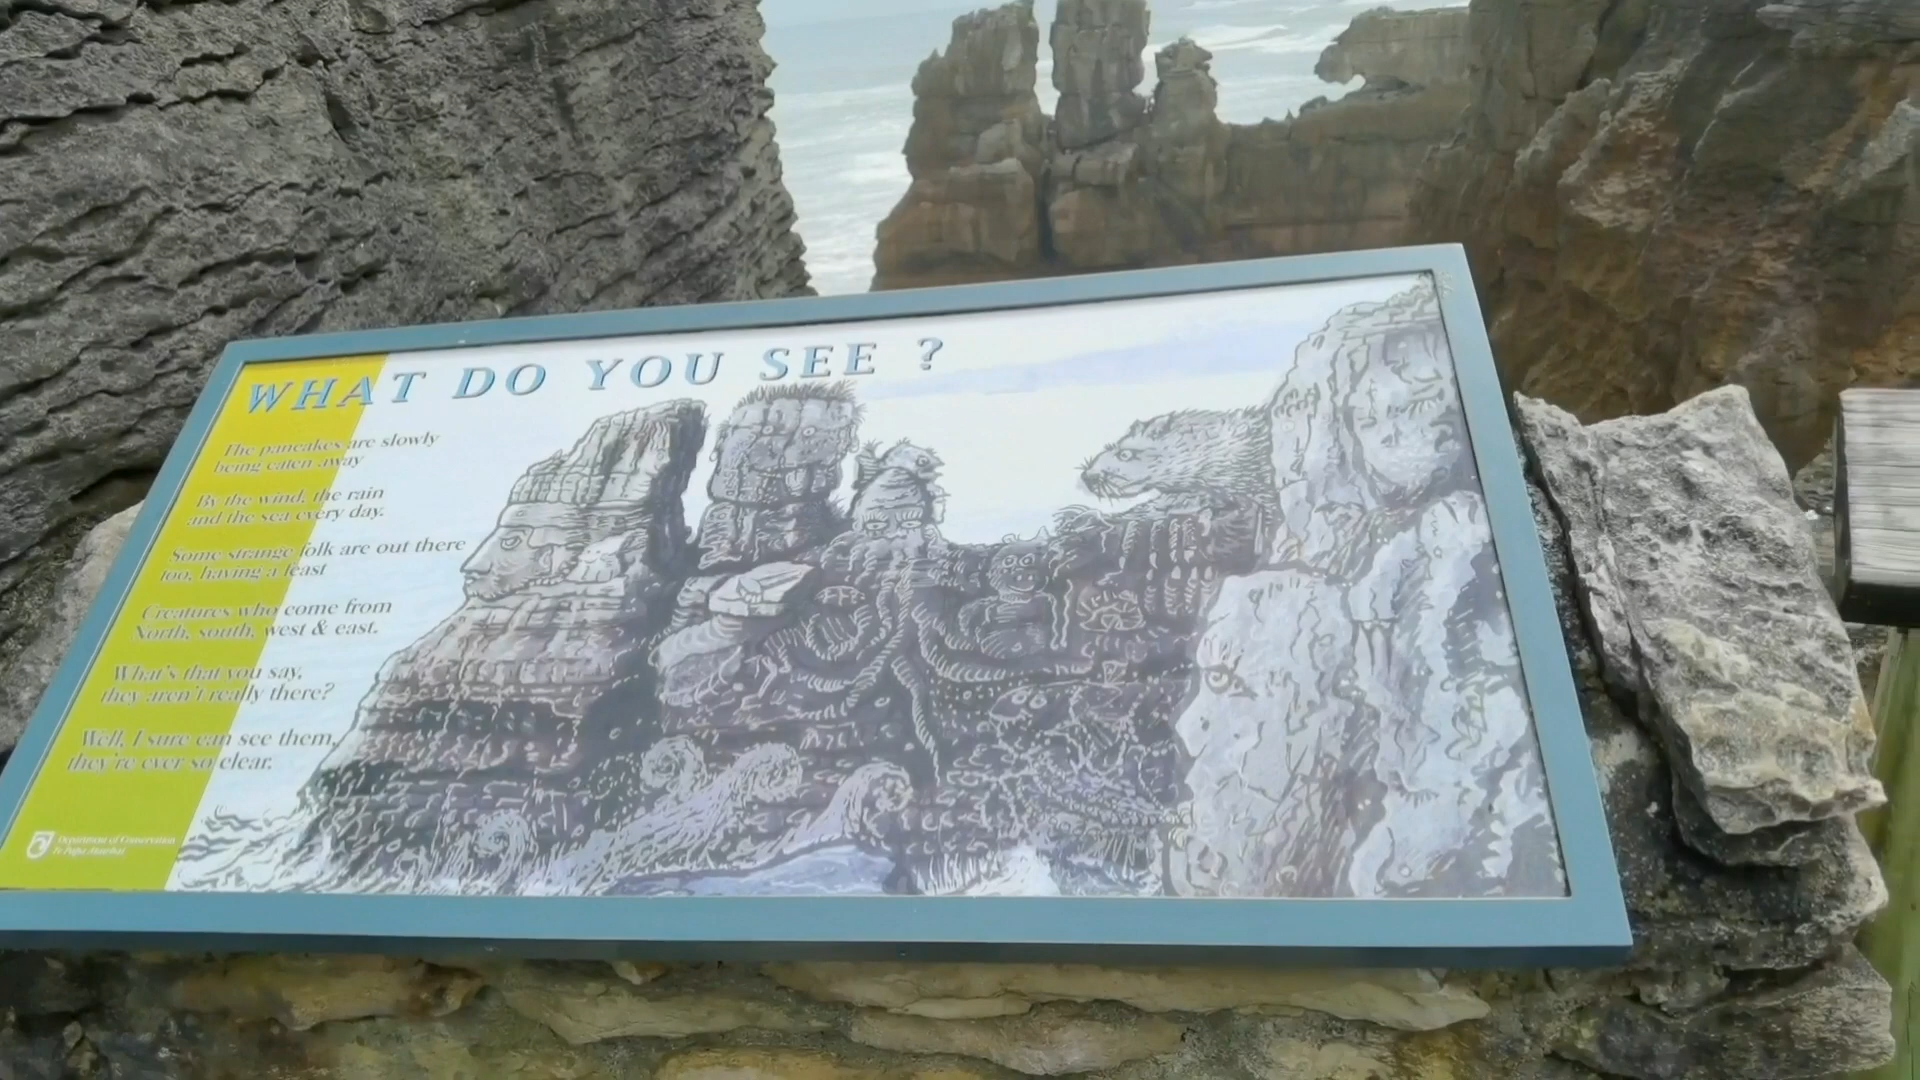 WHAT DO YOU SEE ?
The pancakes are slowly
being eaten away
By the wind, the rain
and the sea every day.
Some strange folk are out there
too, having a feast
Creatures who come from
North, south, west & east.
What's that you say,
they aren't really there?
Well, I sure can see them,
they're ever so clear.
Department of Conservation
Te Papa Atawhai